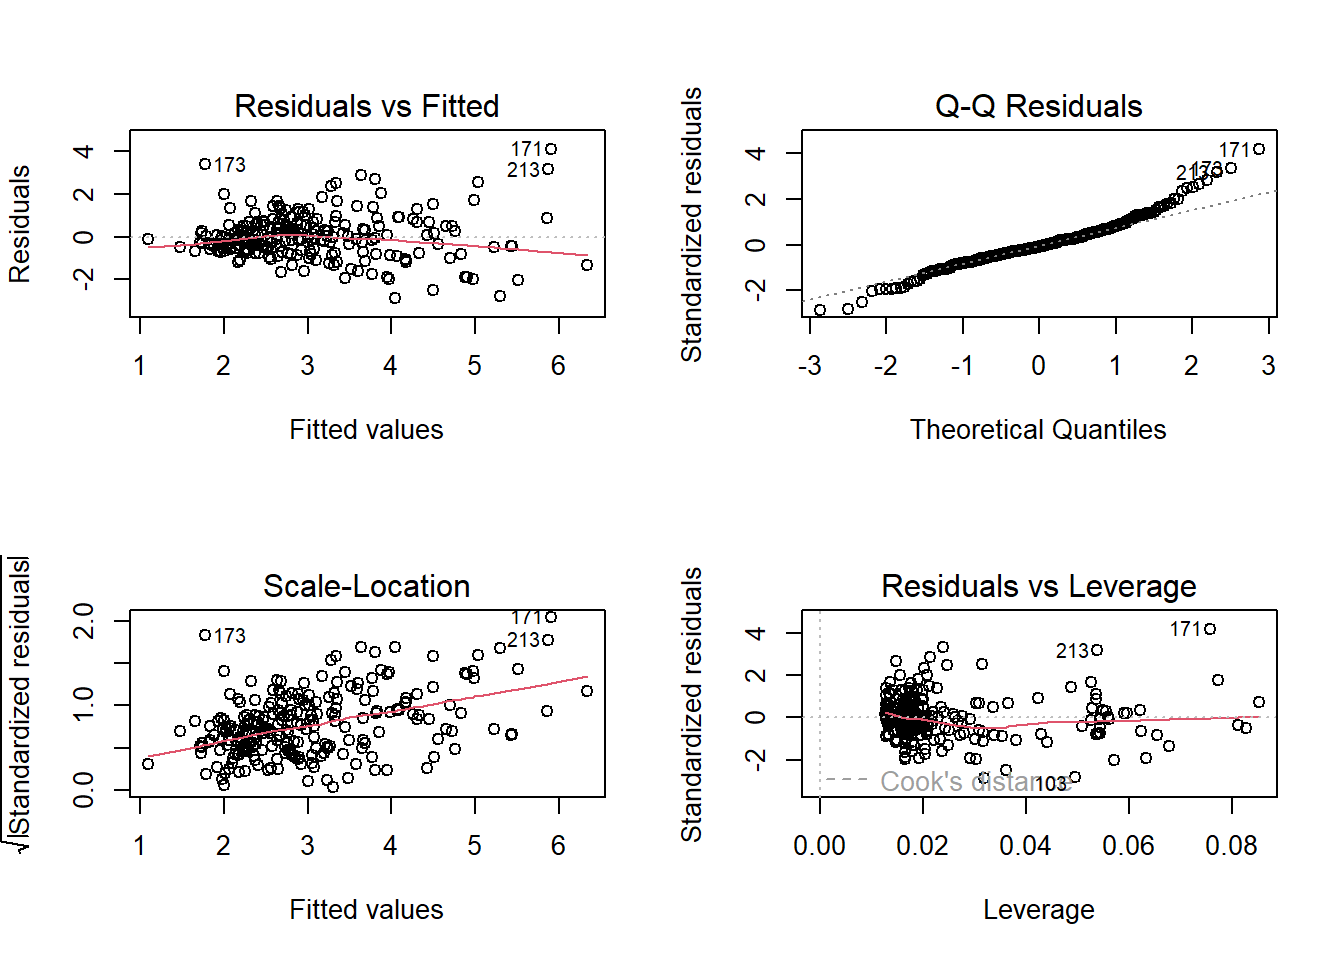 Residuals vs Fitted
Residuals
4
2
0
-2
173
171
213
1 2 3 4 5 6
Fitted values
Q-Q Residuals
Standardized residuals
4
2
0
-2
171
173
213
-3 -2 -1 0 1 2 3
Theoretical Quantiles
Scale-Location
√|Standardized residuals|
2.0
1.0
0.0
173
171
213
1 2 3 4 5 6
Fitted values
Residuals vs Leverage
Standardized residuals
4
2
0
-2
171
213
103
Cook's distance
0.00 0.02 0.04 0.06 0.08
Leverage